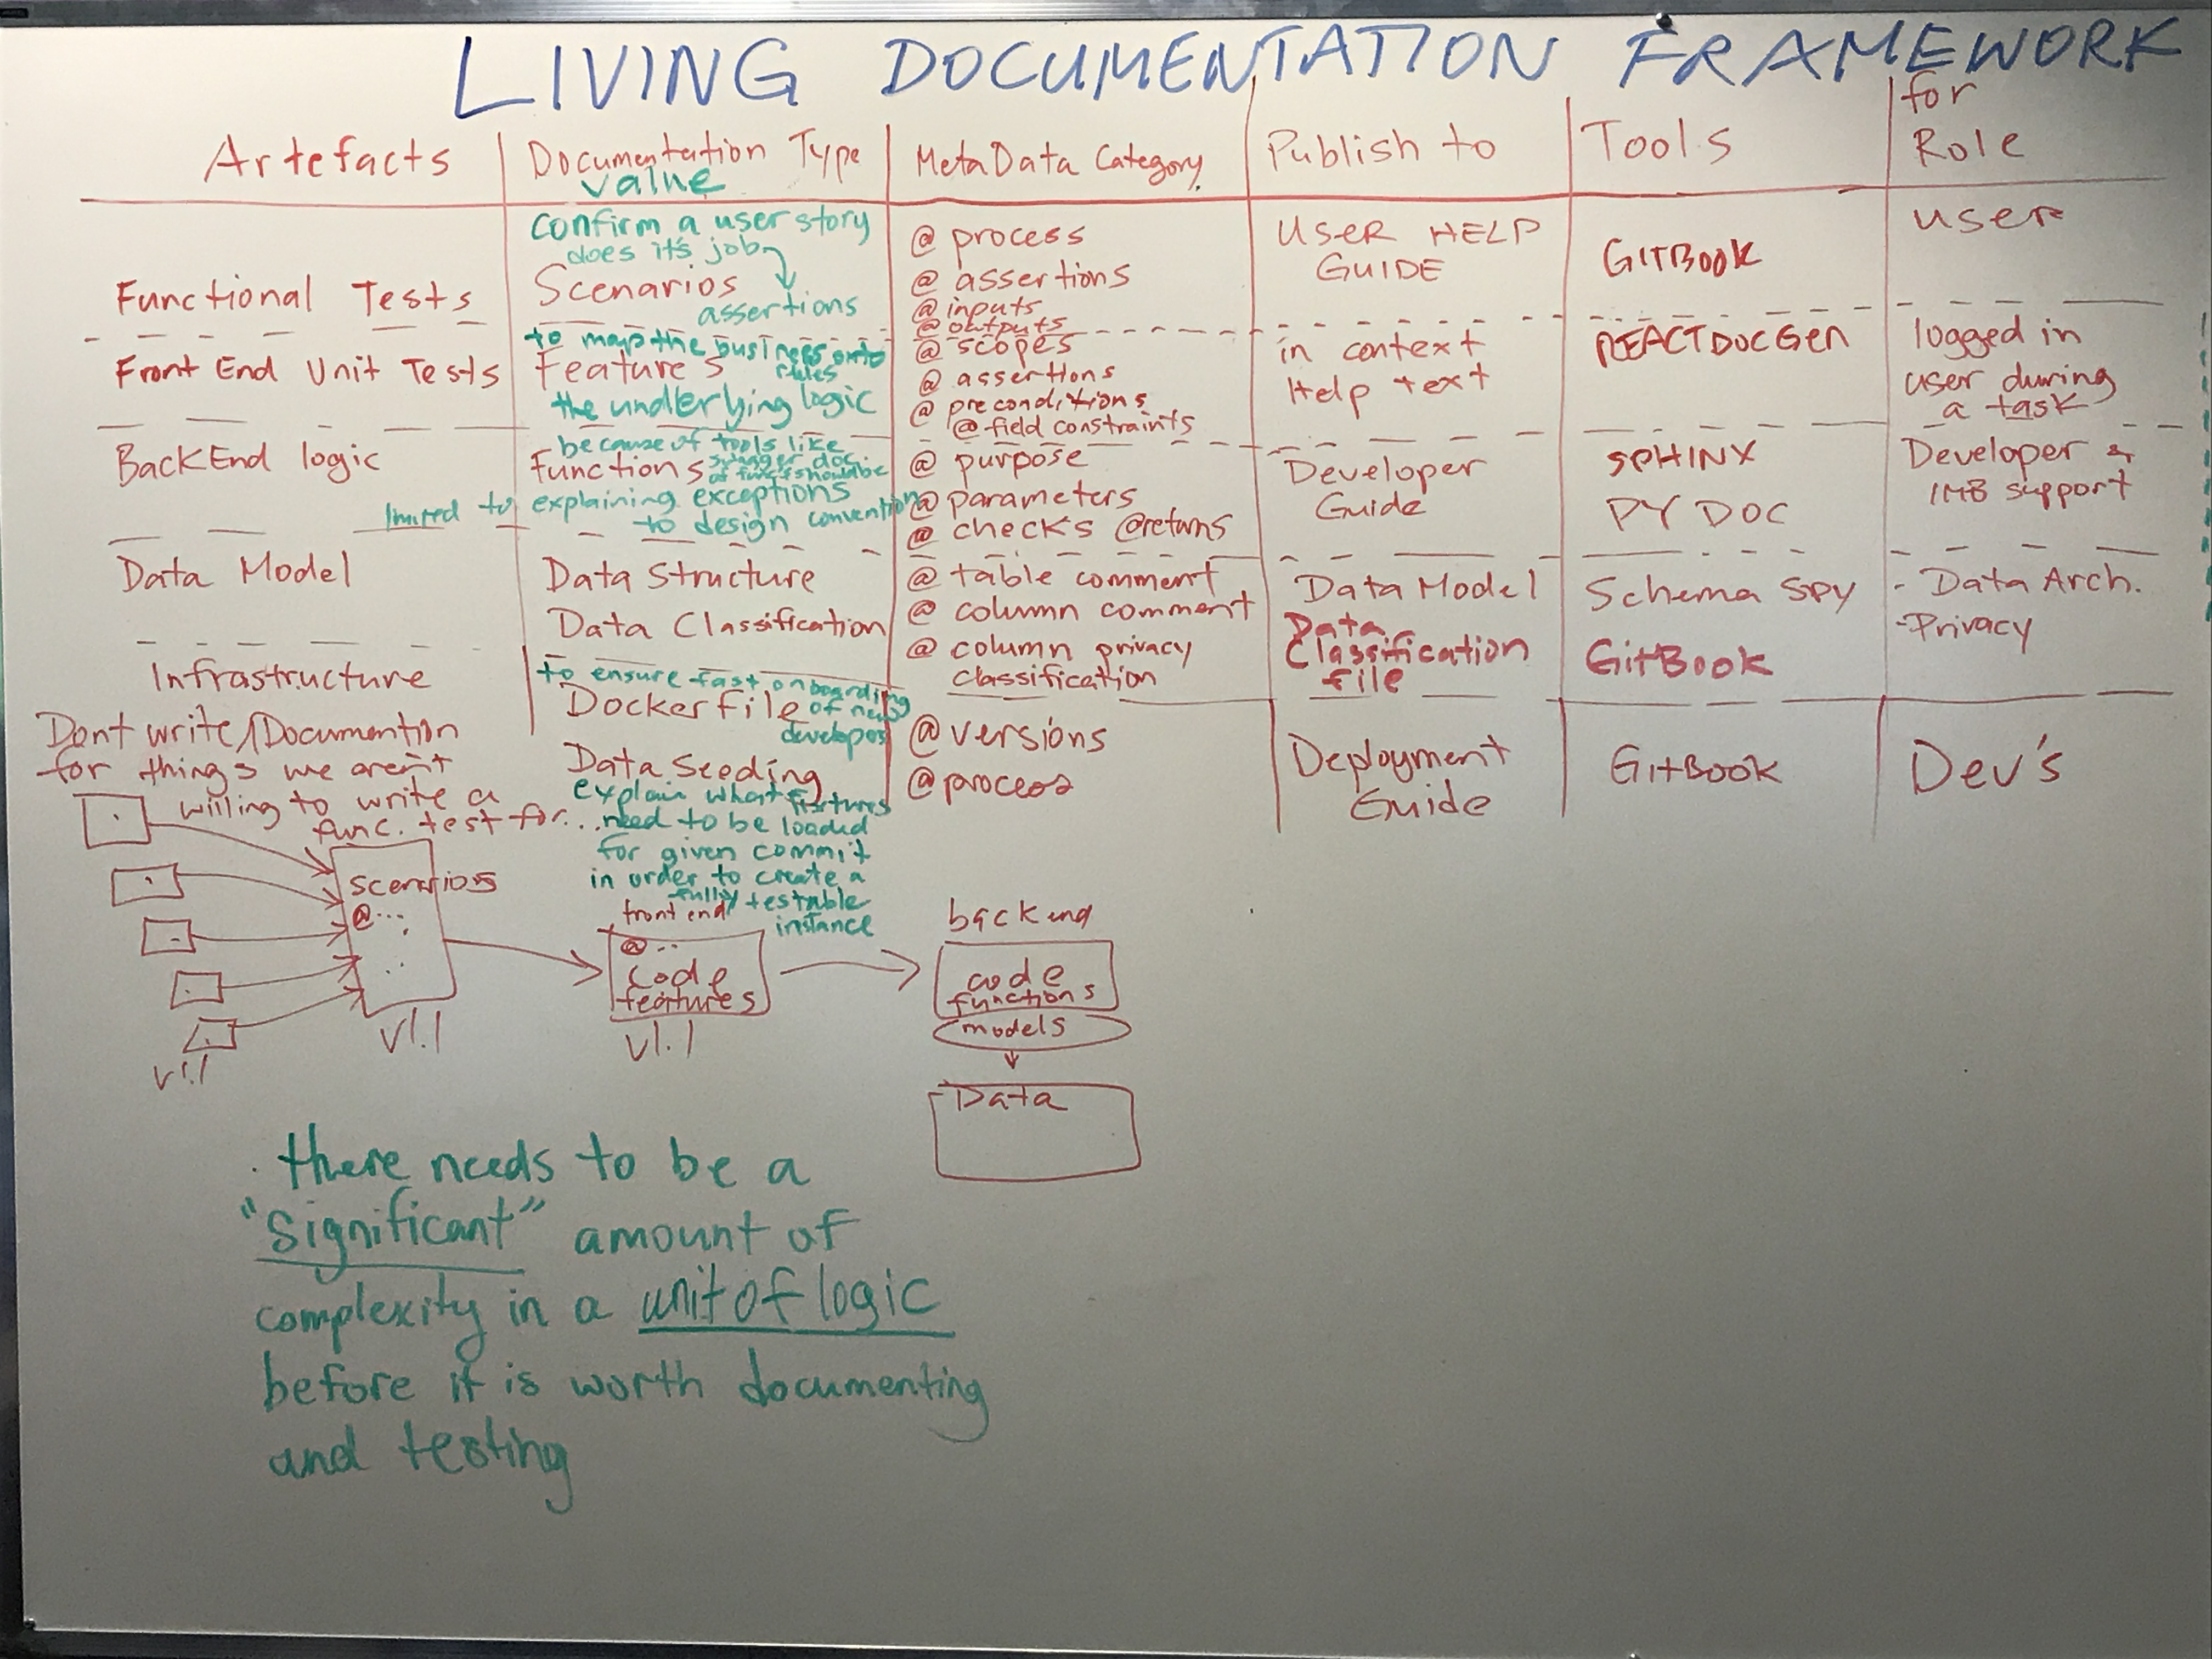 LIVING DOCUMENTATION FRAMEWORK
Artefacts
Documentation Type
value
MetaData Category
Publish to
Tools
for
Role
Functional Tests
confirm a user story
does it's job
Scenarios
assertions
@ process
@ assertions
@ inputs
@ outputs
USER HELP
GUIDE
GITBOOK
user
Front End Unit Tests
to map the business onto
rules
Features
the underlying logic
@ scopes
@ assertions
@ preconditions
@ field constraints
in context
Help text
REACTDOCGEN
logged in
user during
a task
BackEnd logic
because of tools like
Functions
swagger doc.
of funcs should be
limited to explaining exceptions
to design convention
@ purpose
@ parameters
@ checks @returns
Developer
Guide
SPHINX
PY DOC
Developer &
IMB support
Data Model
Data Structure
Data Classification
@ table comment
@ column comment
@ column privacy
classification
Data Model
Data
Classification
file
Schema Spy
GitBook
- Data Arch.
- Privacy
Infrastructure
to ensure fast onboarding
Dockerfile
of new
developers
Data Seeding
explain what fixtures
need to be loaded
for given commit
in order to create a
fully testable
instance
@ versions
@ process
Deployment
Guide
GitBook
Dev's
Dont write/Documention
for things we aren't
willing to write a
func. test for...
scenarios
@...
v1.1
v1.1
front end
@..
code
features
v1.1
backend
code
functions
models
Data
there needs to be a
"significant" amount of
complexity in a unit of logic
before it is worth documenting
and testing